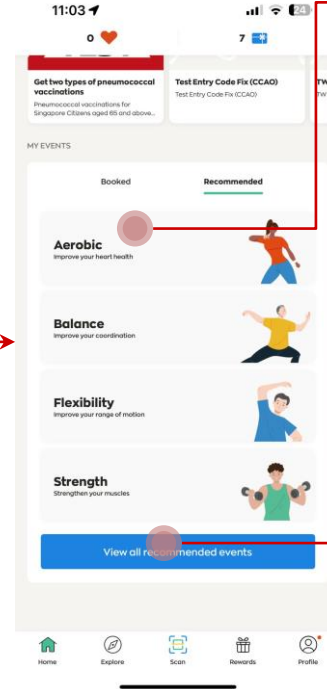 11:03
24
0
7
Get two types of pneumococcal vaccinations
Pneumococcal vaccinations for
Singapore Citizens aged 65 and above...
Test Entry Code Fix (CCAO)
Test Entry Code Fix (CCAO)
TW
TW
MY EVENTS
Booked
Recommended
Aerobic
Improve your heart health
Balance
Improve your coordination
Flexibility
Improve your range of motion
Strength
Strengthen your muscles
View all recommended events
Home
Explore
Scan
Rewards
Profile